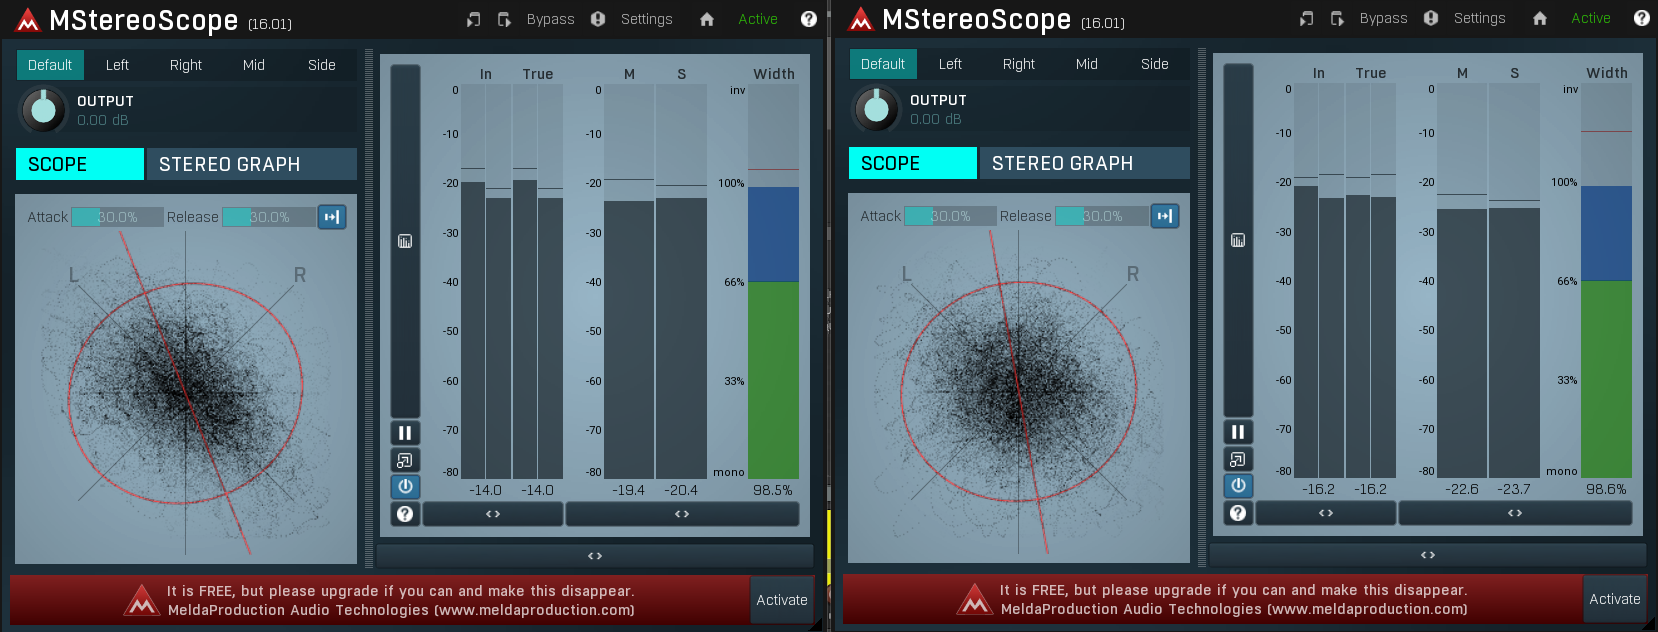 MStereoScope (16.01) Bypass Settings Active ?
Default Left Right Mid Side
OUTPUT
0.00 dB
SCOPE STEREO GRAPH
Attack 30.0% Release 30.0%
L R
In True M S Width
0 0 inv
-10 -10
-20 -20 100%
-30 -30
-40 -40 66%
-50 -50
-60 -60 33%
-70 -70
-80 -80 mono
-14.0 -14.0 -19.4 -20.4 98.5%
?
It is FREE, but please upgrade if you can and make this disappear.
MeldaProduction Audio Technologies (www.meldaproduction.com)
Activate
MStereoScope (16.01) Bypass Settings Active ?
Default Left Right Mid Side
OUTPUT
0.00 dB
SCOPE STEREO GRAPH
Attack 30.0% Release 30.0%
L R
In True M S Width
0 0 inv
-10 -10
-20 -20 100%
-30 -30
-40 -40 66%
-50 -50
-60 -60 33%
-70 -70
-80 -80 mono
-16.2 -16.2 -22.6 -23.7 98.6%
?
It is FREE, but please upgrade if you can and make this disappear.
MeldaProduction Audio Technologies (www.meldaproduction.com)
Activate